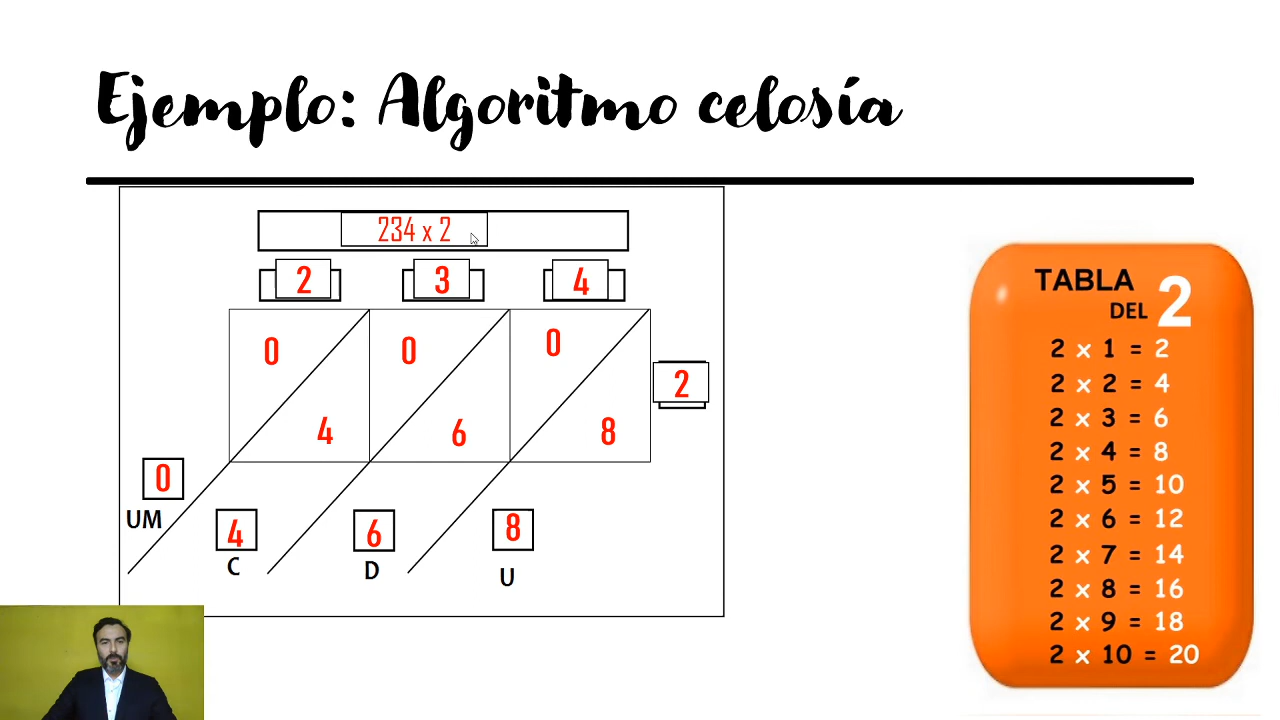 Ejemplo: Algoritmo celosía
234 x 2
2 3 4
0 0 0
2
4 6 8
0
UM
4 6 8
C D U
TABLA
DEL 2
2 x 1 = 2
2 x 2 = 4
2 x 3 = 6
2 x 4 = 8
2 x 5 = 10
2 x 6 = 12
2 x 7 = 14
2 x 8 = 16
2 x 9 = 18
2 x 10 = 20